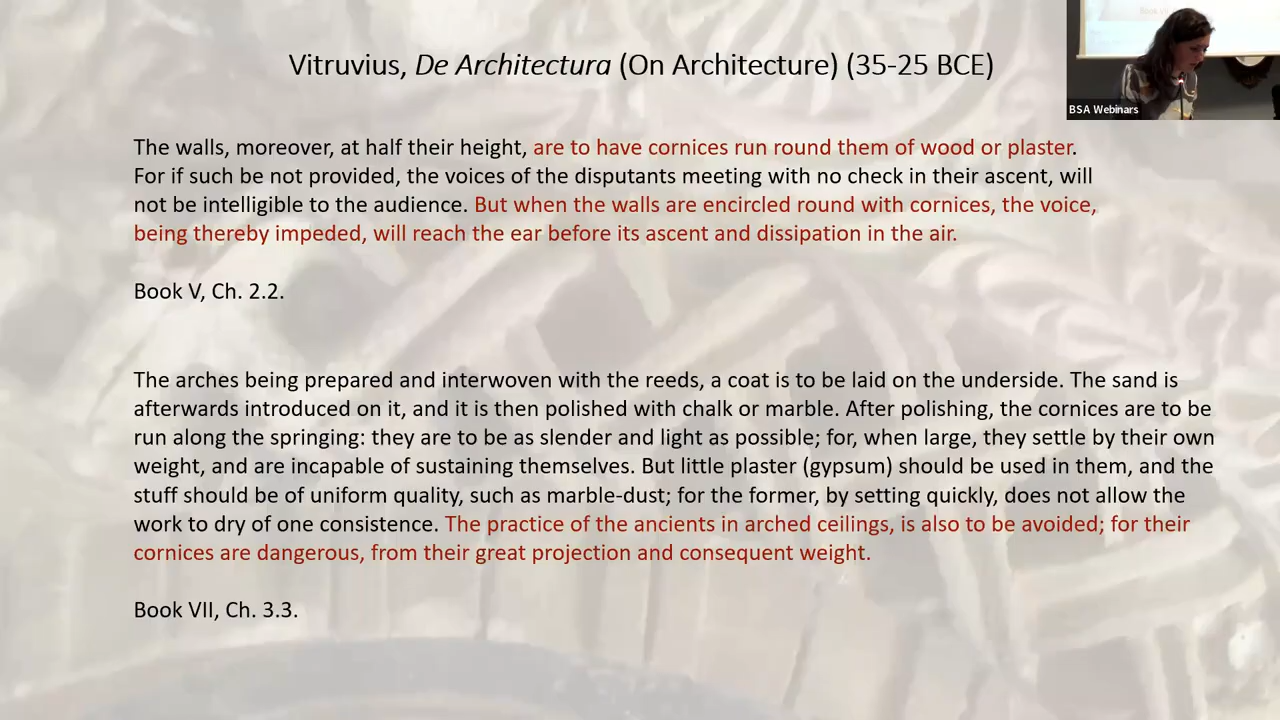 Vitruvius, De Architectura (On Architecture) (35-25 BCE)
BSA Webinars
The walls, moreover, at half their height, are to have cornices run round them of wood or plaster.
For if such be not provided, the voices of the disputants meeting with no check in their ascent, will
not be intelligible to the audience. But when the walls are encircled round with cornices, the voice,
being thereby impeded, will reach the ear before its ascent and dissipation in the air.
Book V, Ch. 2.2.
The arches being prepared and interwoven with the reeds, a coat is to be laid on the underside. The sand is
afterwards introduced on it, and it is then polished with chalk or marble. After polishing, the cornices are to be
run along the springing: they are to be as slender and light as possible; for, when large, they settle by their own
weight, and are incapable of sustaining themselves. But little plaster (gypsum) should be used in them, and the
stuff should be of uniform quality, such as marble-dust; for the former, by setting quickly, does not allow the
work to dry of one consistence. The practice of the ancients in arched ceilings, is also to be avoided; for their
cornices are dangerous, from their great projection and consequent weight.
Book VII, Ch. 3.3.